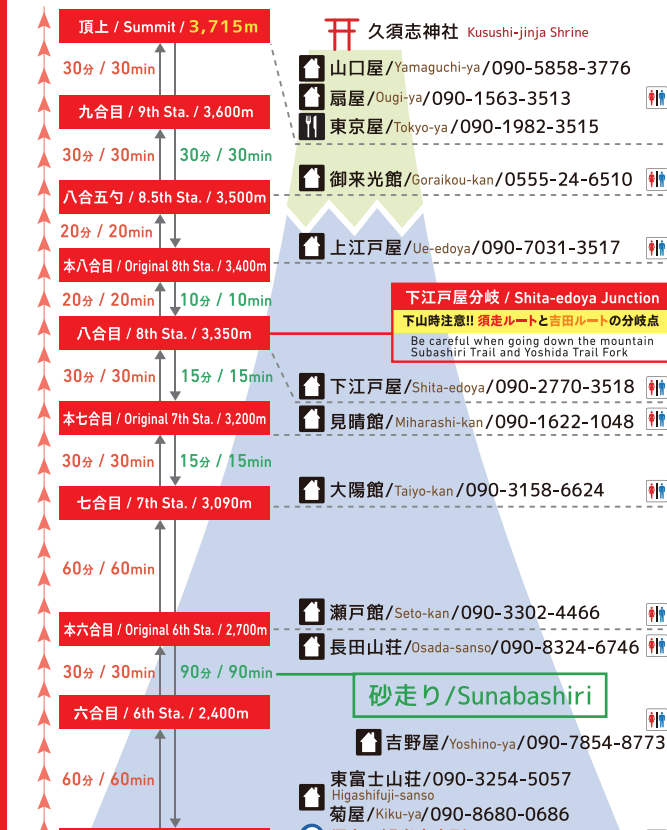 頂上 / Summit / 3,715m
久須志神社 Kusushi-jinja Shrine
30分 / 30min
山口屋/Yamaguchi-ya/090-5858-3776
扇屋/Ougi-ya/090-1563-3513
九合目 / 9th Sta. / 3,600m
東京屋/Tokyo-ya/090-1982-3515
30分 / 30min
30分 / 30min
御来光館/Goraikou-kan/0555-24-6510
八合五勺 / 8.5th Sta. / 3,500m
20分 / 20min
上江戸屋/Ue-edoya/090-7031-3517
本八合目 / Original 8th Sta. / 3,400m
20分 / 20min
10分 / 10min
下江戸屋分岐 / Shita-edoya Junction
下山時注意!! 須走ルートと吉田ルートの分岐点
Be careful when going down the mountain
Subashiri Trail and Yoshida Trail Fork
八合目 / 8th Sta. / 3,350m
30分 / 30min
15分 / 15min
下江戸屋/Shita-edoya/090-2770-3518
本七合目 / Original 7th Sta. / 3,200m
見晴館/Miharashi-kan/090-1622-1048
30分 / 30min
15分 / 15min
大陽館/Taiyo-kan/090-3158-6624
七合目 / 7th Sta. / 3,090m
60分 / 60min
瀬戸館/Seto-kan/090-3302-4466
本六合目 / Original 6th Sta. / 2,700m
長田山荘/Osada-sanso/090-8324-6746
30分 / 30min
90分 / 90min
砂走り/Sunabashiri
六合目 / 6th Sta. / 2,400m
吉野屋/Yoshino-ya/090-7854-8773
60分 / 60min
東富士山荘/090-3254-5057
Higashifuji-sanso
菊屋/Kiku-ya/090-8680-0686